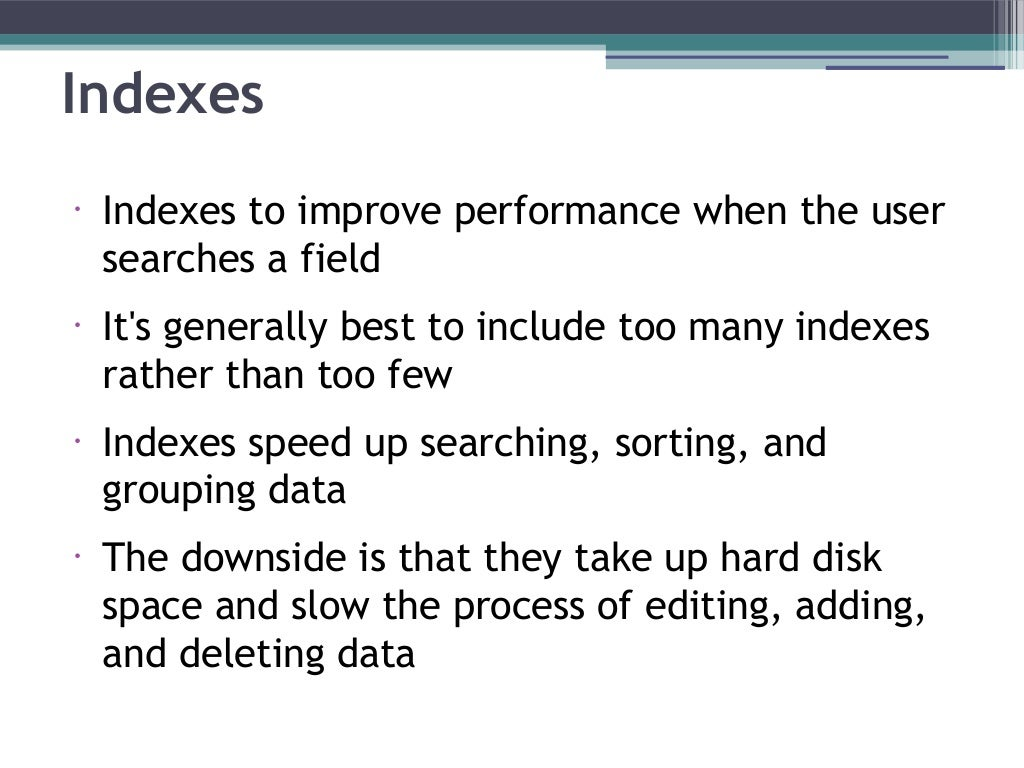 Indexes
· Indexes to improve performance when the user
searches a field
· It's generally best to include too many indexes
rather than too few
· Indexes speed up searching, sorting, and
grouping data
· The downside is that they take up hard disk
space and slow the process of editing, adding,
and deleting data